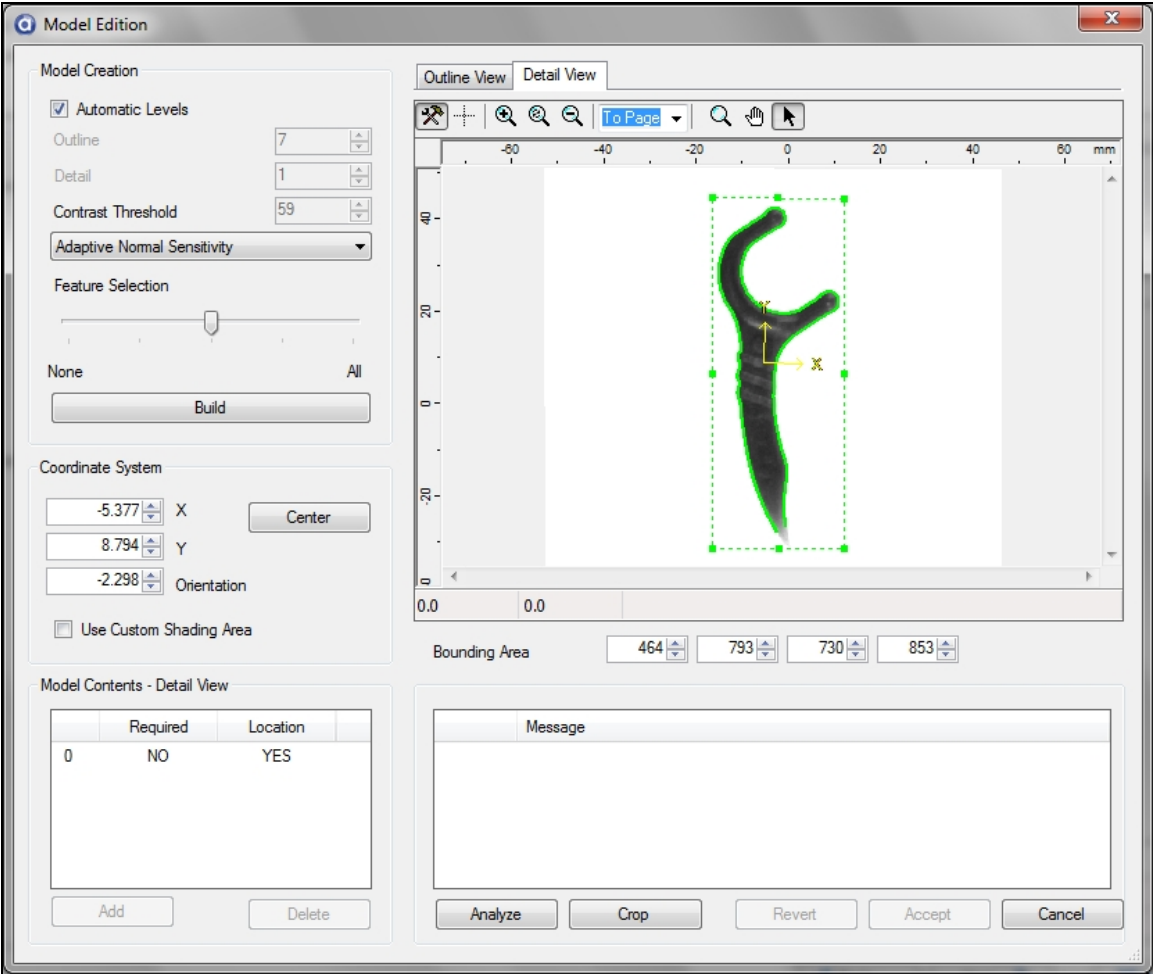 Model Edition
Model Creation
Automatic Levels
Outline 7
Detail 1
Contrast Threshold 59
Adaptive Normal Sensitivity
Feature Selection
None All
Build
Coordinate System
-5.377 X
Center
8.794 Y
-2.298 Orientation
Use Custom Shading Area
Model Contents - Detail View
Required Location
0 NO YES
Add Delete
Outline View Detail View
To Page
-60 -40 -20 0 20 40 60 mm
40
20
0
-20
0
Y
X
0.0 0.0
Bounding Area 464 793 730 853
Message
Analyze Crop Revert Accept Cancel